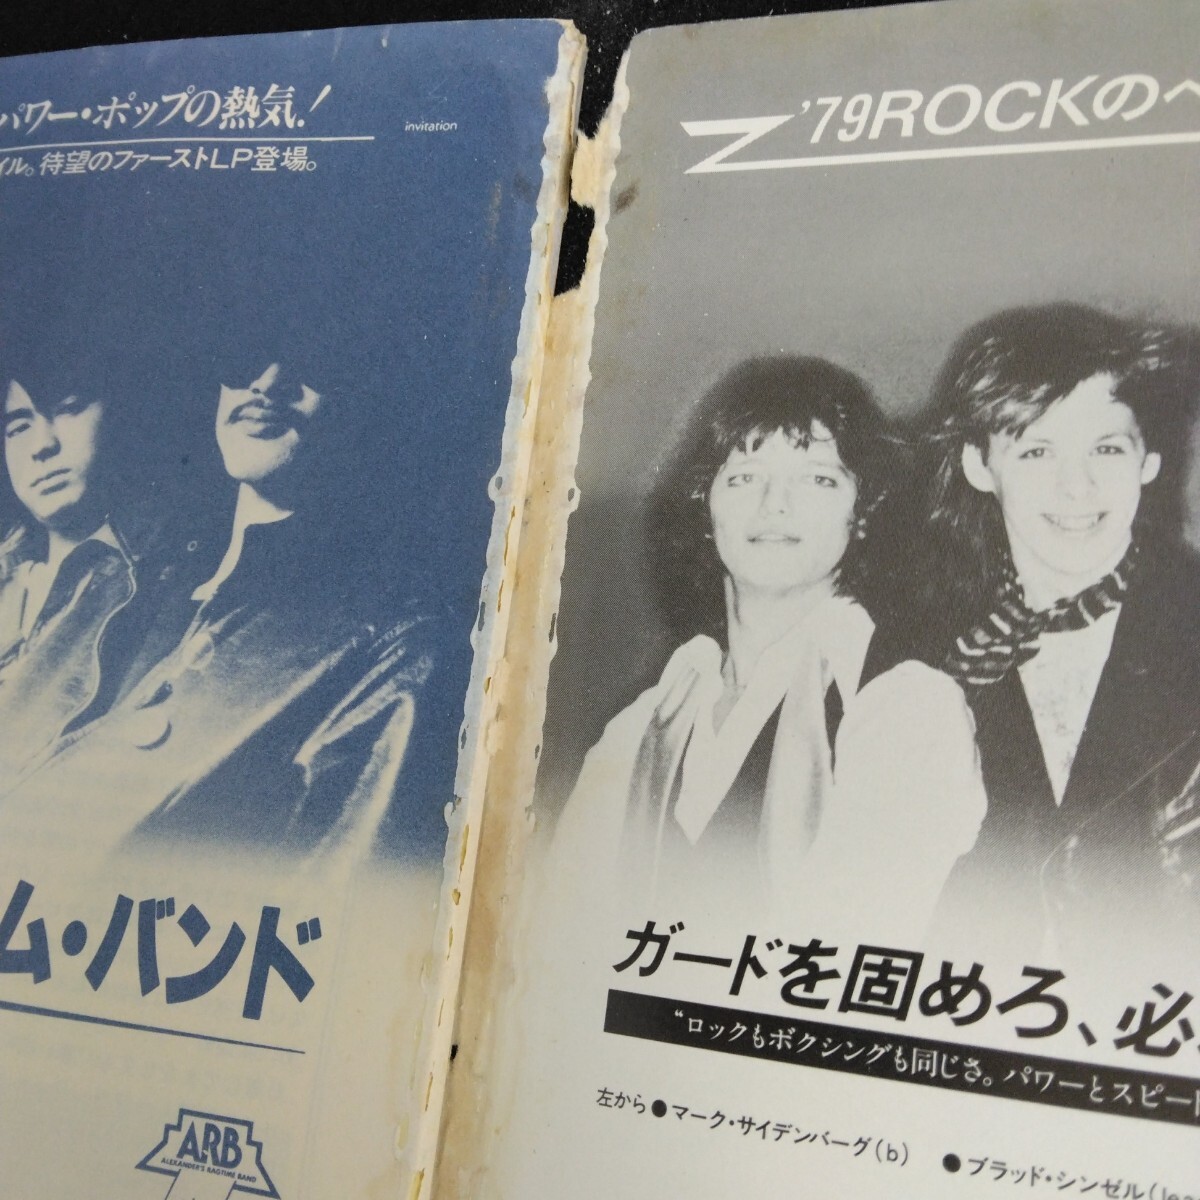 パワー・ポップの熱気!
イル。待望のファーストLP登場。
invitation
ム・バンド
ARB
ALEXANDER'S RAGTIME BAND
'79ROCKのヘ
ガードを固めろ、必
“ロックもボクシングも同じさ。パワーとスピード
左から●マーク・サイデンバーグ(b) ●ブラッド・シンゼル(lea